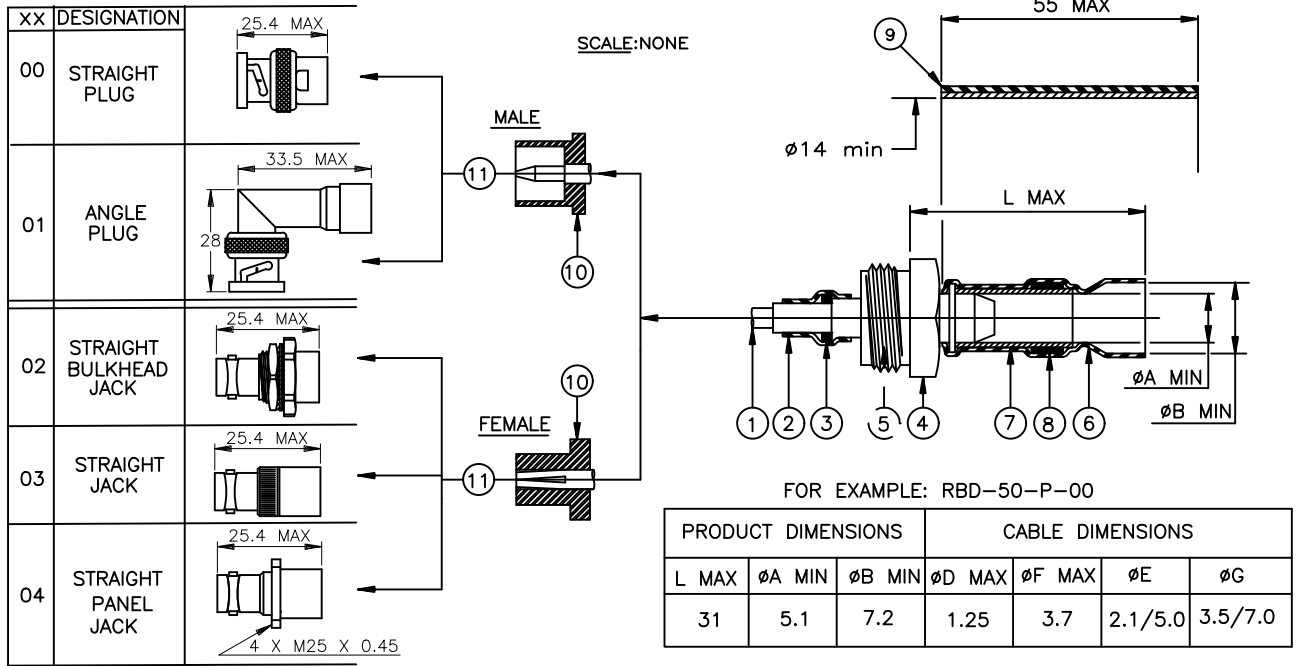 XX DESIGNATION
00 STRAIGHT PLUG
25.4 MAX
01 ANGLE PLUG
33.5 MAX
28
02 STRAIGHT BULKHEAD JACK
25.4 MAX
03 STRAIGHT JACK
25.4 MAX
04 STRAIGHT PANEL JACK
25.4 MAX
4 X M25 X 0.45
SCALE:NONE
MALE
11
10
FEMALE
10
11
55 MAX
9
Ø14 min
L MAX
ØA MIN
ØB MIN
1 2 3 5 4 7 8 6
FOR EXAMPLE: RBD-50-P-00
PRODUCT DIMENSIONS CABLE DIMENSIONS
L MAX ØA MIN ØB MIN ØD MAX ØF MAX ØE ØG
31 5.1 7.2 1.25 3.7 2.1/5.0 3.5/7.0